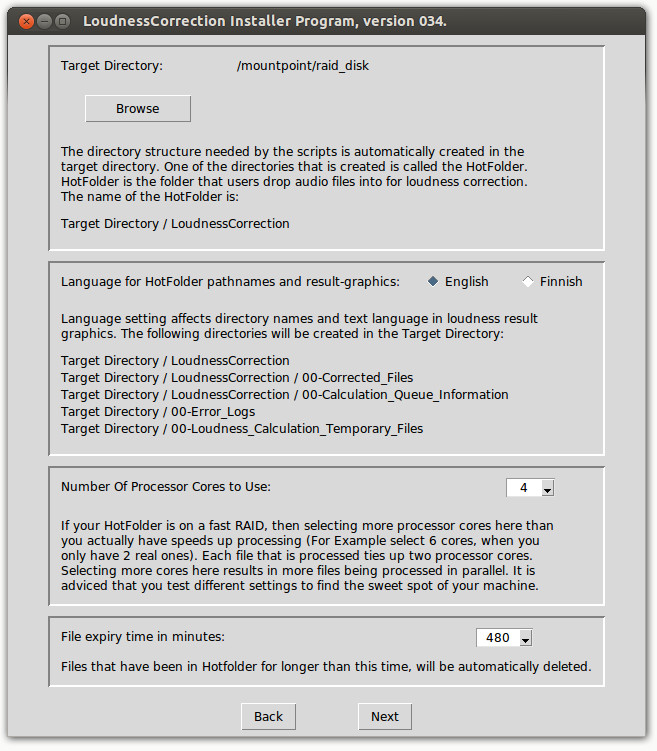 LoudnessCorrection Installer Program, version 034.
Target Directory: /mountpoint/raid_disk
Browse
The directory structure needed by the scripts is automatically created in the
target directory. One of the directories that is created is called the HotFolder.
HotFolder is the folder that users drop audio files into for loudness correction.
The name of the HotFolder is:
Target Directory / LoudnessCorrection
Language for HotFolder pathnames and result-graphics: English Finnish
Language setting affects directory names and text language in loudness result
graphics. The following directories will be created in the Target Directory:
Target Directory / LoudnessCorrection
Target Directory / LoudnessCorrection / 00-Corrected_Files
Target Directory / LoudnessCorrection / 00-Calculation_Queue_Information
Target Directory / 00-Error_Logs
Target Directory / 00-Loudness_Calculation_Temporary_Files
Number Of Processor Cores to Use: 4
If your HotFolder is on a fast RAID, then selecting more processor cores here than
you actually have speeds up processing (For Example select 6 cores, when you
only have 2 real ones). Each file that is processed ties up two processor cores.
Selecting more cores here results in more files being processed in parallel. It is
adviced that you test different settings to find the sweet spot of your machine.
File expiry time in minutes: 480
Files that have been in Hotfolder for longer than this time, will be automatically deleted.
Back Next